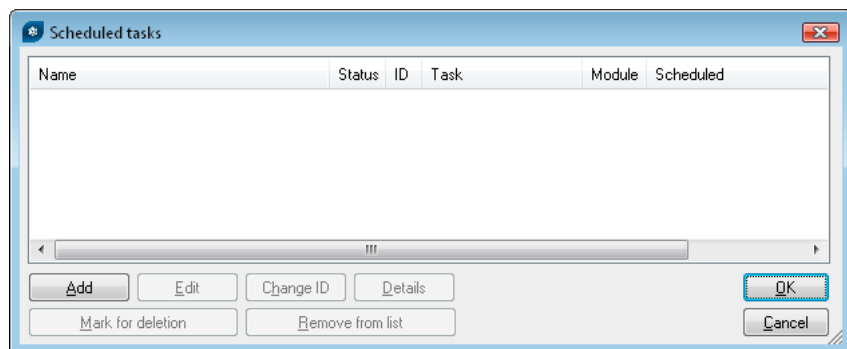 Scheduled tasks
Name Status ID Task Module Scheduled
Add Edit Change ID Details OK
Mark for deletion Remove from list Cancel